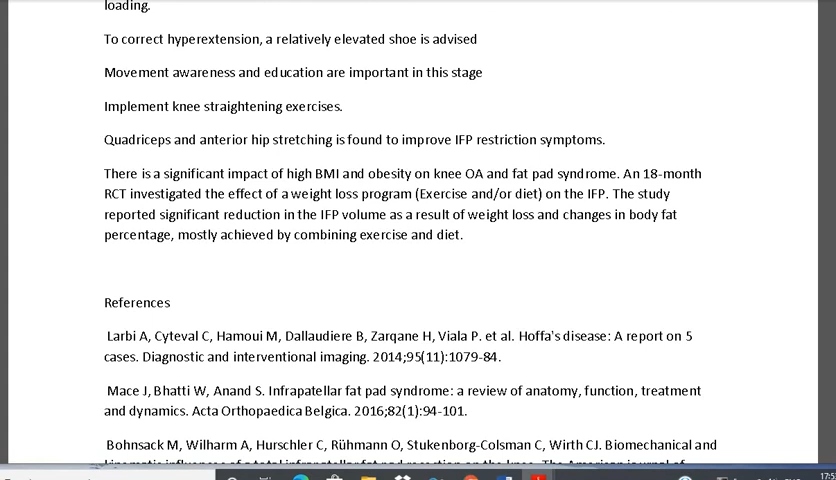 loading.
To correct hyperextension, a relatively elevated shoe is advised
Movement awareness and education are important in this stage
Implement knee straightening exercises.
Quadriceps and anterior hip stretching is found to improve IFP restriction symptoms.
There is a significant impact of high BMI and obesity on knee OA and fat pad syndrome. An 18-month
RCT investigated the effect of a weight loss program (Exercise and/or diet) on the IFP. The study
reported significant reduction in the IFP volume as a result of weight loss and changes in body fat
percentage, mostly achieved by combining exercise and diet.
References
Larbi A, Cyteval C, Hamoui M, Dallaudiere B, Zarqane H, Viala P. et al. Hoffa's disease: A report on 5
cases. Diagnostic and interventional imaging. 2014;95(11):1079-84.
Mace J, Bhatti W, Anand S. Infrapatellar fat pad syndrome: a review of anatomy, function, treatment
and dynamics. Acta Orthopaedica Belgica. 2016;82(1):94-101.
Bohnsack M, Wilharm A, Hurschler C, Rühmann O, Stukenborg-Colsman C, Wirth CJ. Biomechanical and